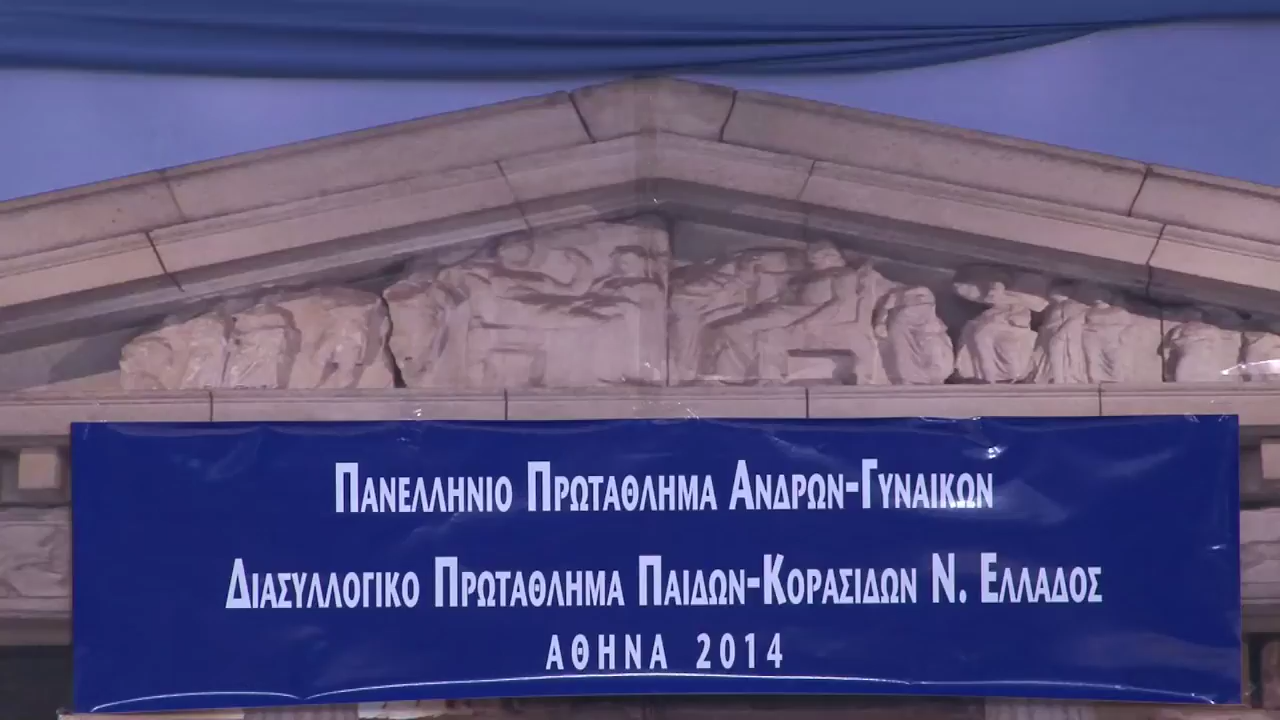 ΠΑΝΕΛΛΗΝΙΟ ΠΡΩΤΑΘΛΗΜΑ ΑΝΔΡΩΝ-ΓΥΝΑΙΚΩΝ
ΔΙΑΣΥΛΛΟΓΙΚΟ ΠΡΩΤΑΘΛΗΜΑ ΠΑΙΔΩΝ-ΚΟΡΑΣΙΔΩΝ Ν. ΕΛΛΑΔΟΣ
ΑΘΗΝΑ 2014